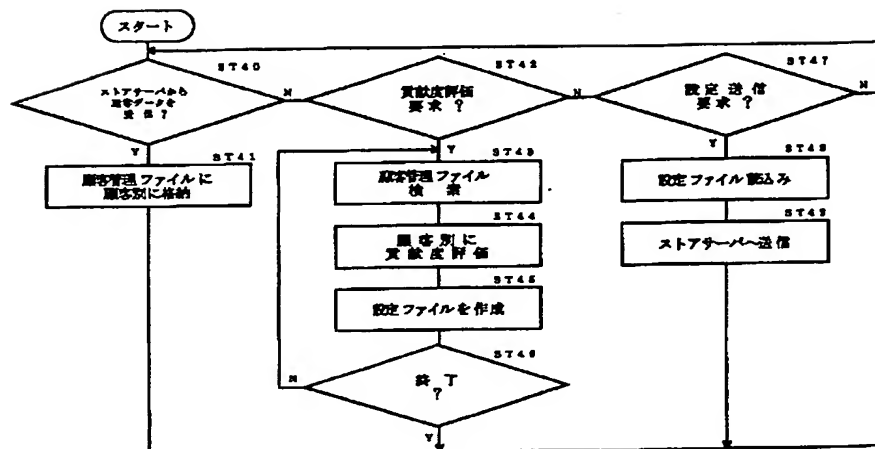 スタート
ST40
ストアサーバから
顧客データを
受信?
N
Y
ST41
顧客管理ファイルに
顧客別に格納
ST42
貢献度評価
要求?
N
Y
ST43
顧客管理ファイル
検索
ST44
顧客別に
貢献度評価
ST45
設定ファイルを作成
ST46
終了
?
N
Y
ST47
設定送信
要求?
N
Y
ST48
設定ファイル読込み
ST49
ストアサーバへ送信